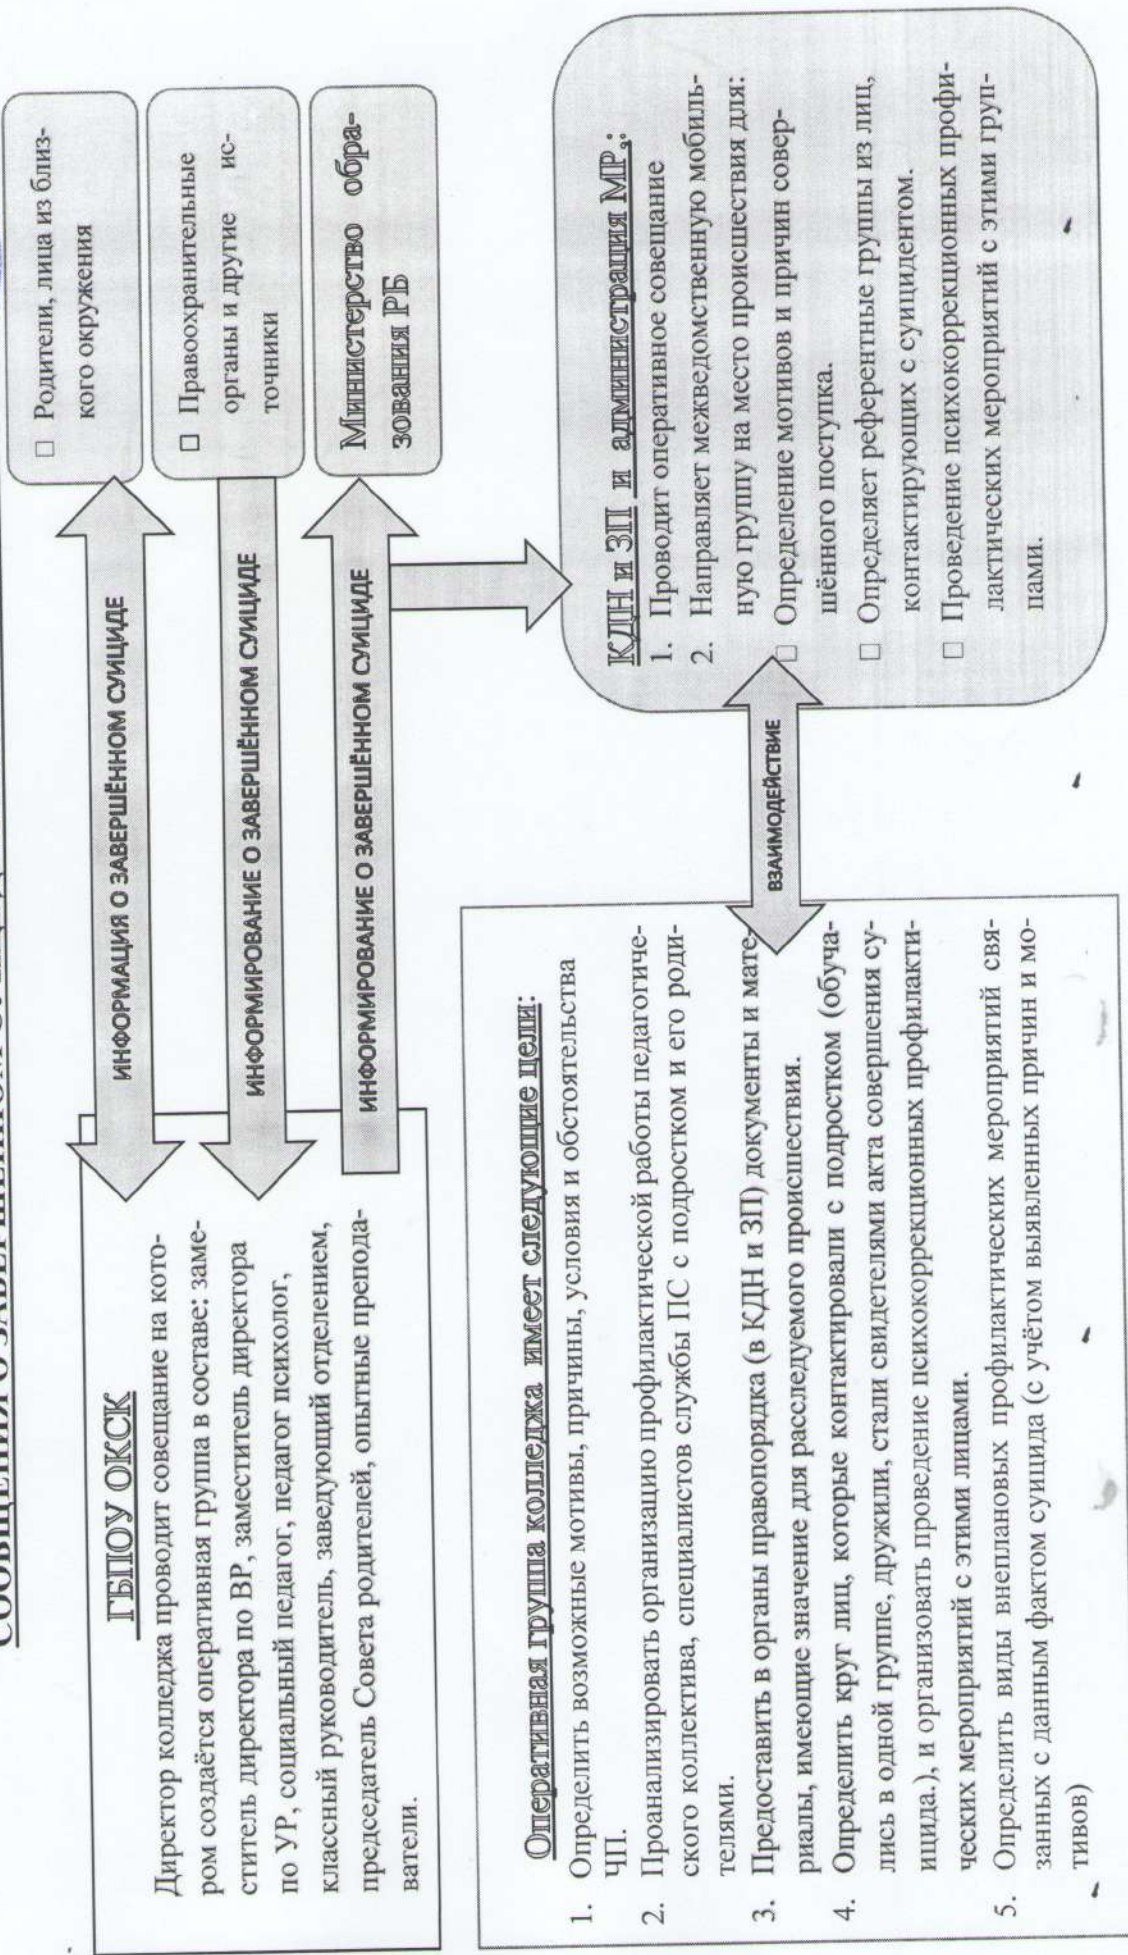 СООБЩЕНИЯ О ЗАВЕРШЁННОМ
ГБПОУ ОКСК
Директор колледжа проводит совещание на кото-
ром создаётся оперативная группа в составе: заме-
ститель директора по ВР, заместитель директора
по УР, социальный педагог, педагог психолог,
классный руководитель, заведующий отделением,
председатель Совета родителей, опытные препода-
ватели.
ИНФОРМАЦИЯ О ЗАВЕРШЁННОМ СУИЦИДЕ
ИНФОРМИРОВАНИЕ О ЗАВЕРШЁННОМ СУИЦИДЕ
ИНФОРМИРОВАНИЕ О ЗАВЕРШЁННОМ СУИЦИДЕ
□ Родители, лица из близ-
кого окружения
□ Правоохранительные
органы и другие ис-
точники
Министерство обра-
зования РБ
Оперативная группа колледжа имеет следующие цели:
1. Определить возможные мотивы, причины, условия и обстоятельства
ЧП.
2. Проанализировать организацию профилактической работы педагогиче-
ского коллектива, специалистов службы ПС с подростком и его роди-
телями.
3. Предоставить в органы правопорядка (в КДН и ЗП) документы и мате-
риалы, имеющие значение для расследуемого происшествия.
4. Определить круг лиц, которые контактировали с подростком (обуча-
лись в одной группе, дружили, стали свидетелями акта совершения су-
ицида.), и организовать проведение психокоррекционных профилакти-
ческих мероприятий с этими лицами.
5. Определить виды внеплановых профилактических мероприятий свя-
занных с данным фактом суицида (с учётом выявленных причин и мо-
тивов)
ВЗАИМОДЕЙСТВИЕ
КДН и ЗП и администрация МР,:
1. Проводит оперативное совещание
2. Направляет межведомственную мобиль-
ную группу на место происшествия для:
□ Определение мотивов и причин совер-
шённого поступка.
□ Определяет референтные группы из лиц,
контактирующих с суицидентом.
□ Проведение психокоррекционных профи-
лактических мероприятий с этими груп-
пами.